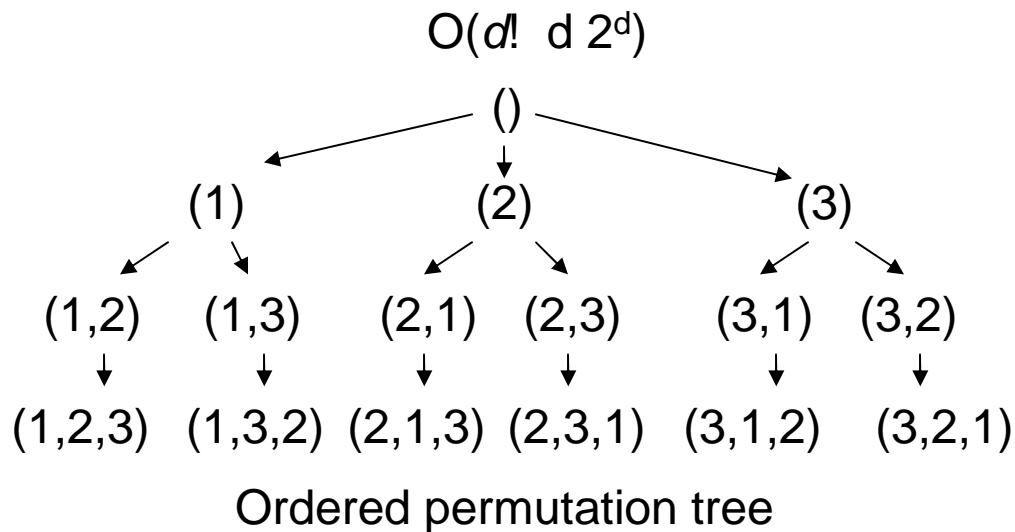 O(d! d 2ᵈ)
()
(1) (2) (3)
(1,2) (1,3) (2,1) (2,3) (3,1) (3,2)
(1,2,3) (1,3,2) (2,1,3) (2,3,1) (3,1,2) (3,2,1)
Ordered permutation tree